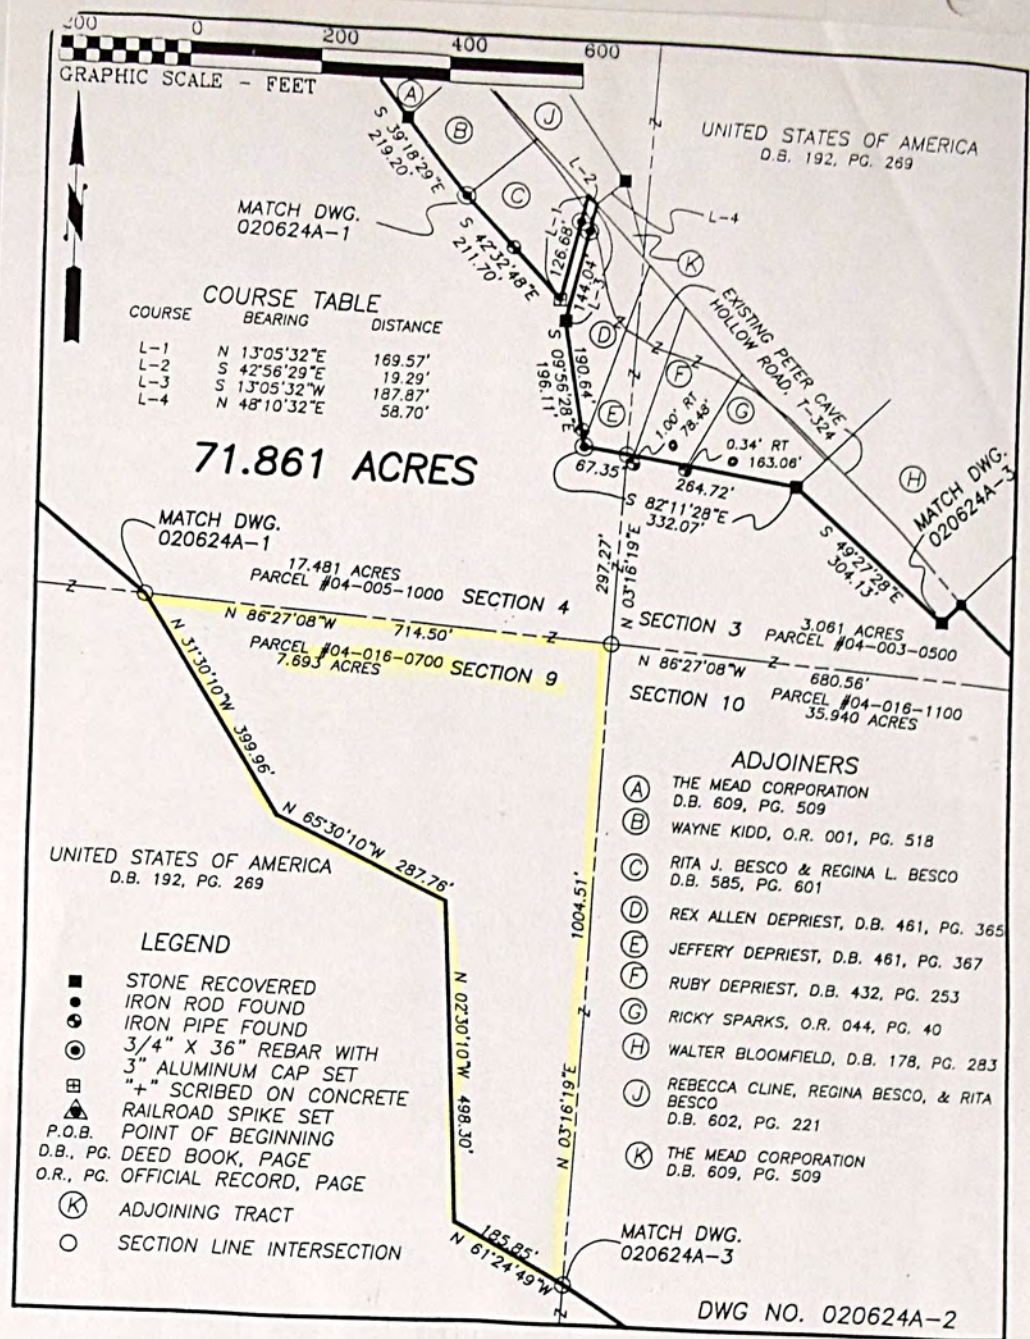 200 0 200 400 600
GRAPHIC SCALE - FEET
UNITED STATES OF AMERICA
D.B. 192, PG. 269
A
B
J
C
S 39°18'29"E
219.20'
MATCH DWG.
020624A-1
S 42°32'48"E
211.70'
L-1
L-2
126.68'
144.04'
L-3
L-4
K
COURSE TABLE
COURSE BEARING DISTANCE
L-1 N 13°05'32"E 169.57'
L-2 S 42°56'29"E 19.29'
L-3 S 13°05'32"W 187.87'
L-4 N 48°10'32"E 58.70'
EXISTING PETER CAVE
HOLLOW ROAD, T-324
D
190.64'
S 09°56'28"E
196.11'
E
F
G
H
1.00' RT
@ 78.48'
0.34' RT
@ 163.06'
67.35'
264.72'
S 82°11'28"E
332.07'
MATCH DWG.
020624A-3
S 49°27'28"E
304.13'
71.861 ACRES
MATCH DWG.
020624A-1
17.481 ACRES
PARCEL #04-005-1000 SECTION 4
297.27'
N 03°16'19"E
SECTION 3
3.061 ACRES
PARCEL #04-003-0500
N 86°27'08"W 714.50'
PARCEL #04-016-0700 SECTION 9
7.693 ACRES
N 86°27'08"W 680.56'
SECTION 10
PARCEL #04-016-1100
35.940 ACRES
N 31°30'10"W 399.96'
N 65°30'10"W 287.76'
1004.51'
N 03°16'19"E
N 02°30'10"W 498.30'
185.85'
N 61°24'49"W
UNITED STATES OF AMERICA
D.B. 192, PG. 269
LEGEND
STONE RECOVERED
IRON ROD FOUND
IRON PIPE FOUND
3/4" X 36" REBAR WITH
3" ALUMINUM CAP SET
"+" SCRIBED ON CONCRETE
RAILROAD SPIKE SET
P.O.B. POINT OF BEGINNING
D.B., PG. DEED BOOK, PAGE
O.R., PG. OFFICIAL RECORD, PAGE
K ADJOINING TRACT
SECTION LINE INTERSECTION
ADJOINERS
A THE MEAD CORPORATION
D.B. 609, PG. 509
B WAYNE KIDD, O.R. 001, PG. 518
C RITA J. BESCO & REGINA L. BESCO
D.B. 585, PG. 601
D REX ALLEN DEPRIEST, D.B. 461, PG. 365
E JEFFERY DEPRIEST, D.B. 461, PG. 367
F RUBY DEPRIEST, D.B. 432, PG. 253
G RICKY SPARKS, O.R. 044, PG. 40
H WALTER BLOOMFIELD, D.B. 178, PG. 283
J REBECCA CLINE, REGINA BESCO, & RITA
BESCO
D.B. 602, PG. 221
K THE MEAD CORPORATION
D.B. 609, PG. 509
MATCH DWG.
020624A-3
DWG NO. 020624A-2